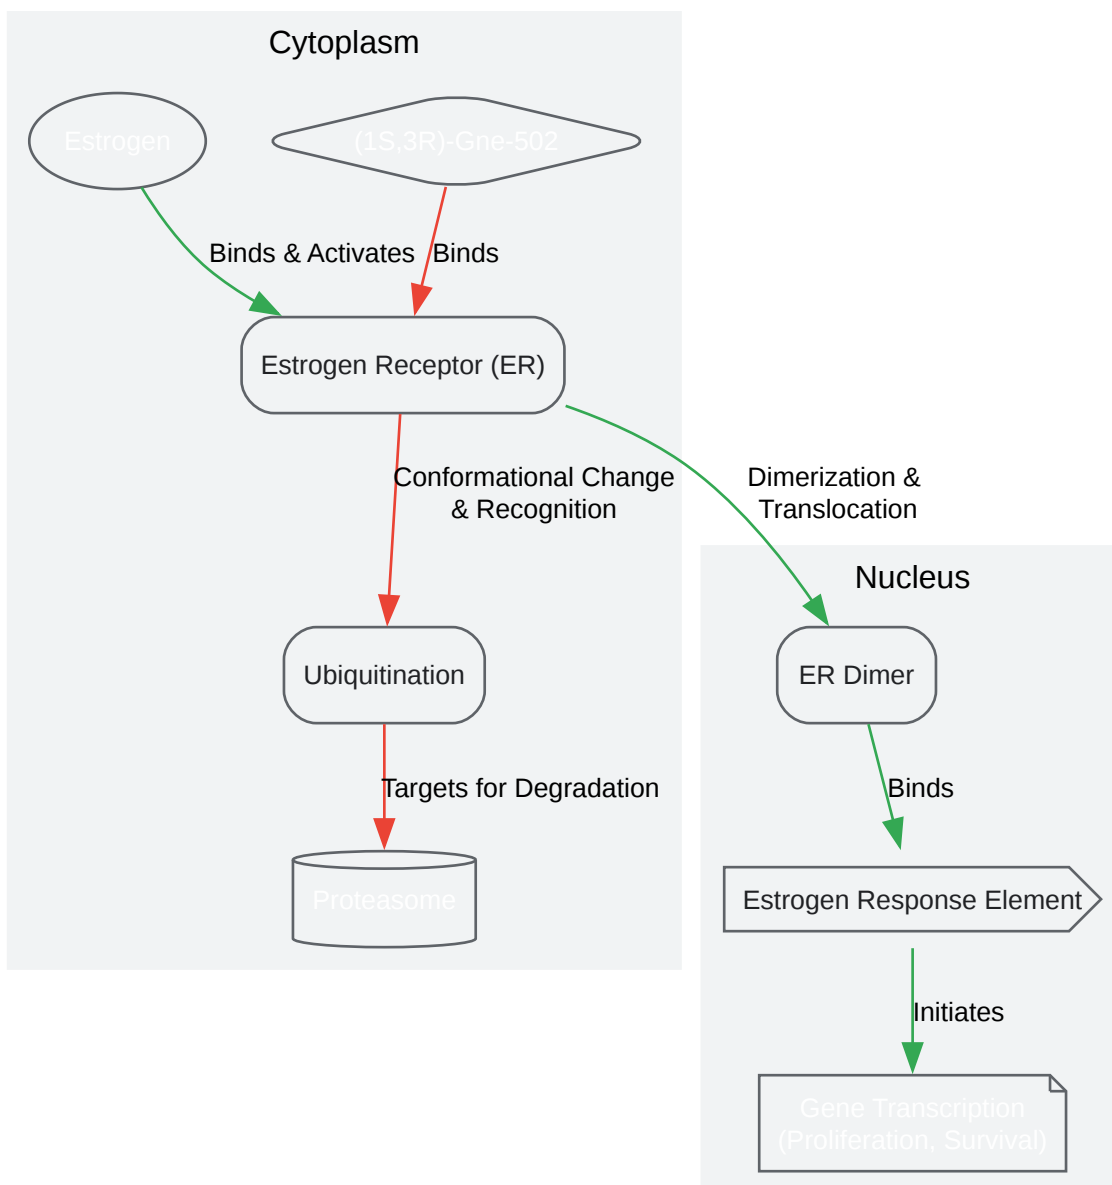 Cytoplasm
Estrogen
(1S,3R)-Gne-502
Binds & Activates
Binds
Estrogen Receptor (ER)
Conformational Change
& Recognition
Dimerization &
Translocation
Nucleus
Ubiquitination
ER Dimer
Targets for Degradation
Binds
Proteasome
Estrogen Response Element
Initiates
Gene Transcription
(Proliferation, Survival)